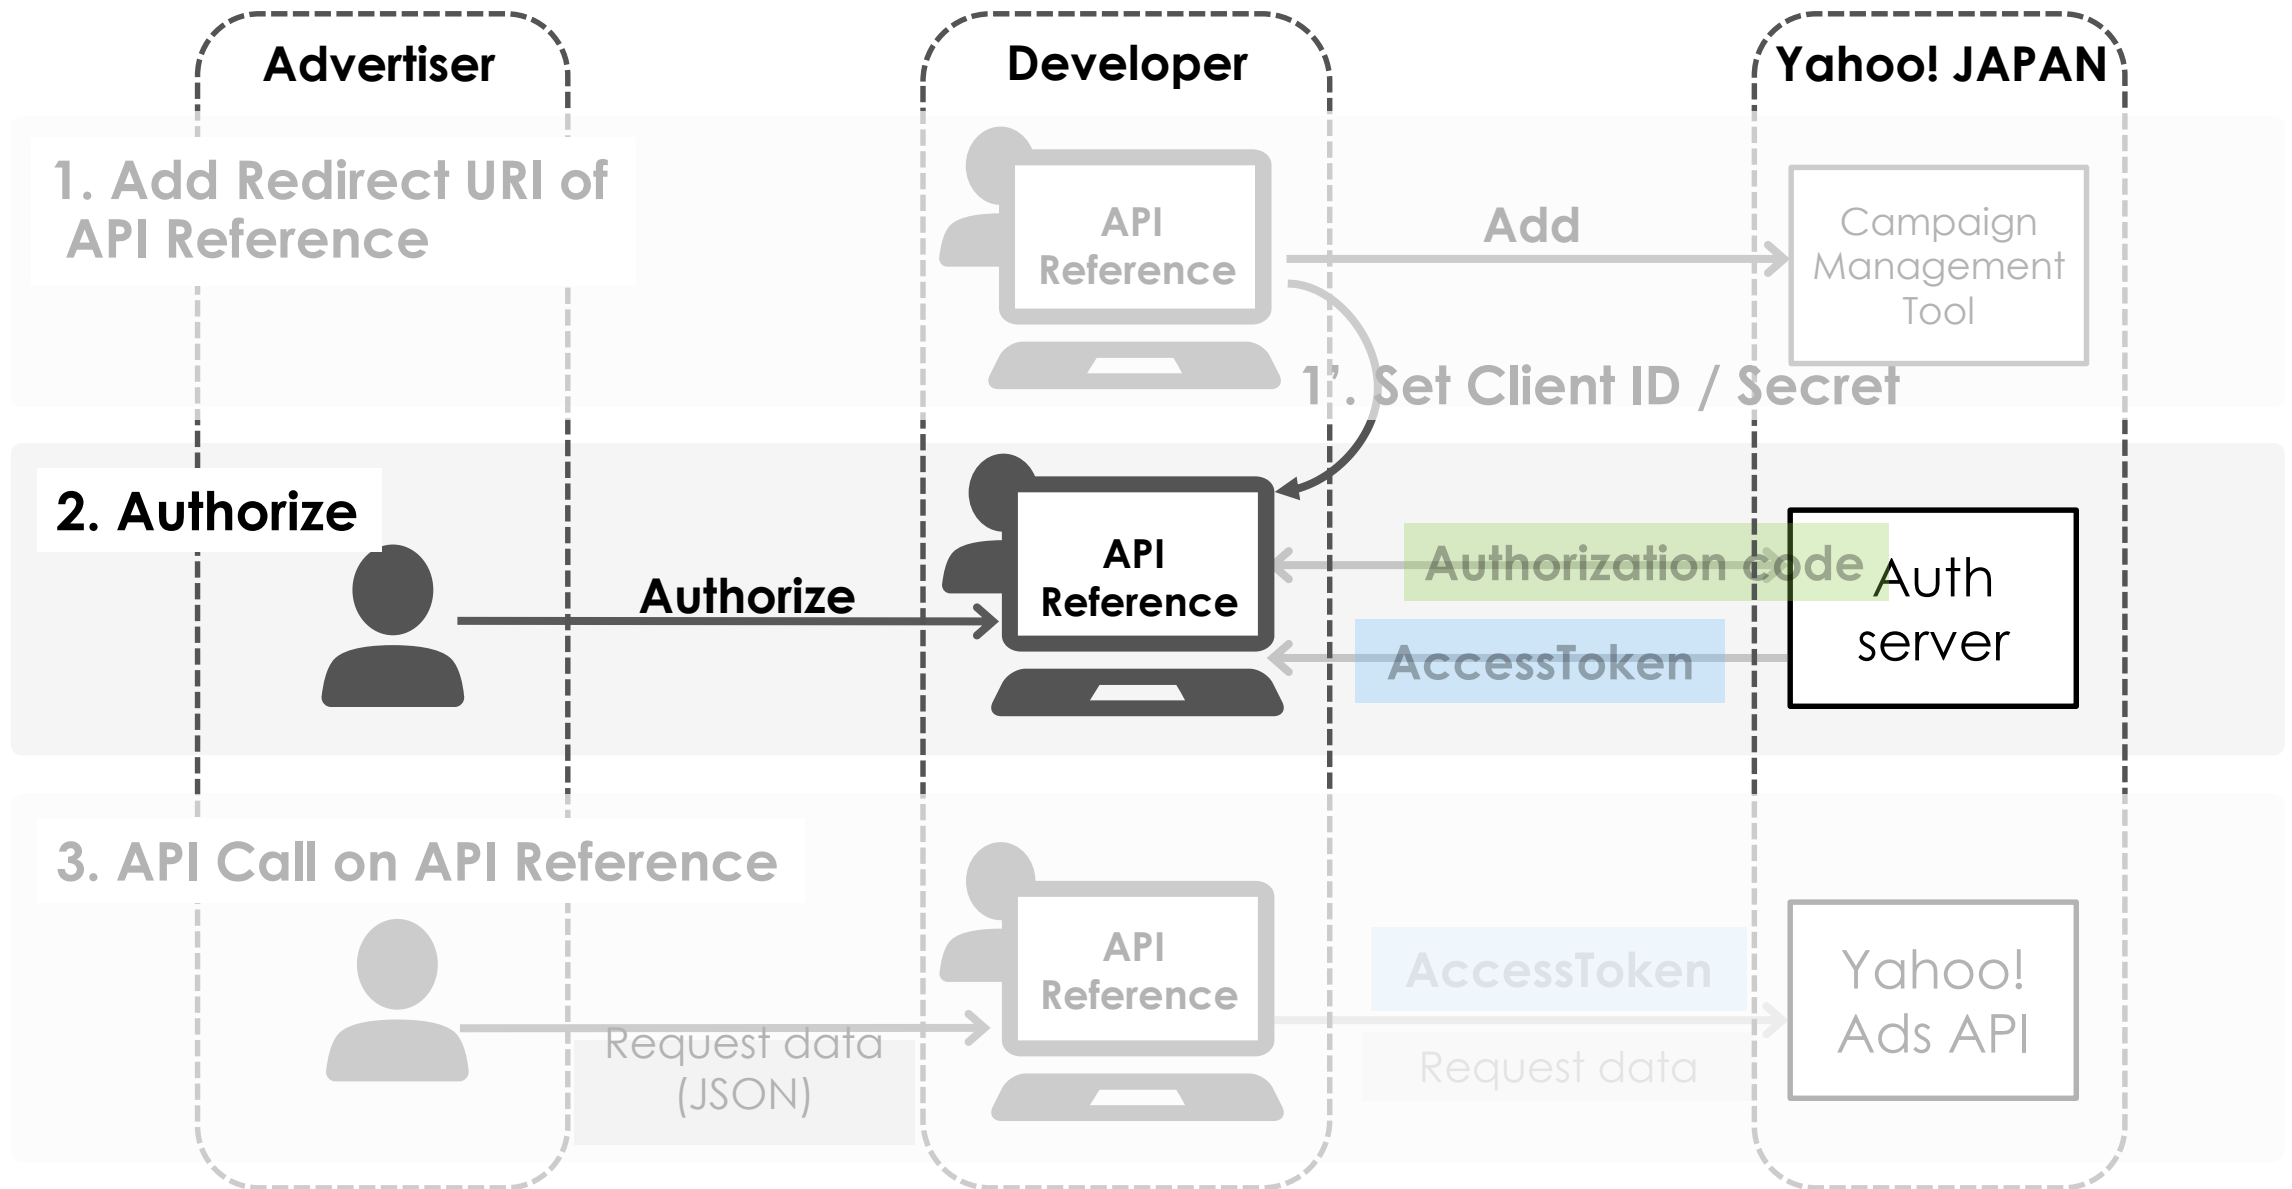 Advertiser
Developer
Yahoo! JAPAN
1. Add Redirect URI of
API Reference
API
Reference
Add
Campaign
Management
Tool
1’. Set Client ID / Secret
2. Authorize
Authorize
API
Reference
Authorization code
AccessToken
Auth
server
3. API Call on API Reference
Request data
(JSON)
API
Reference
AccessToken
Request data
Yahoo!
Ads API